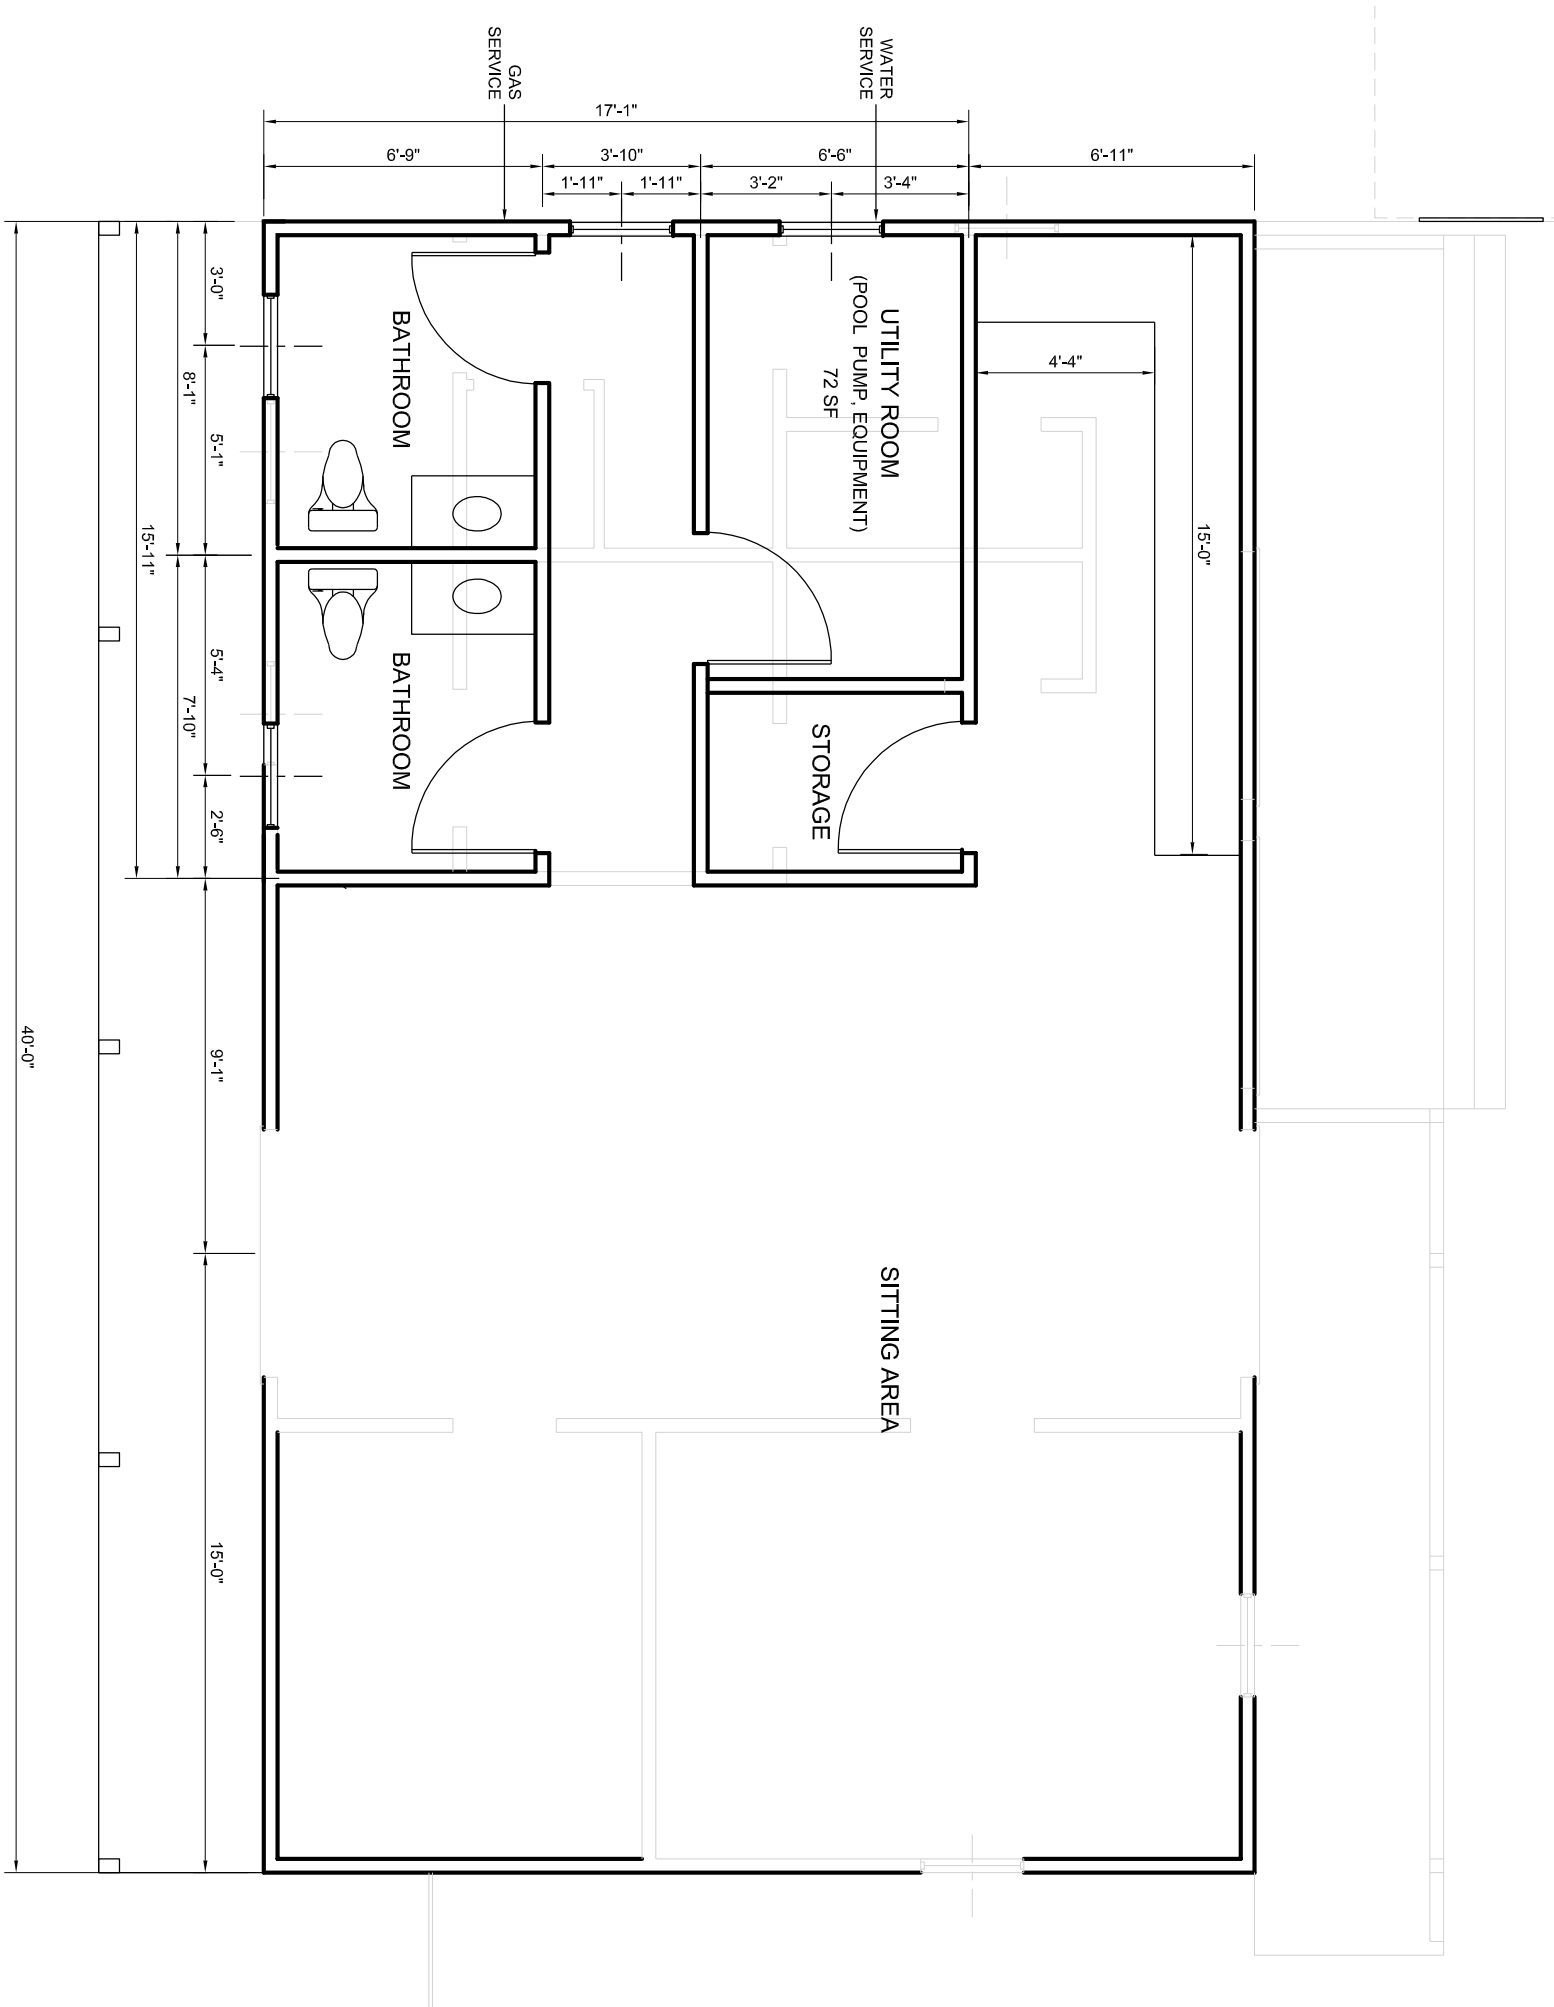 WATER
SERVICE
GAS
SERVICE
17'-1"
6'-9"
3'-10"
6'-6"
6'-11"
1'-11"
1'-11"
3'-2"
3'-4"
3'-0"
8'-1"
5'-1"
15'-11"
5'-4"
7'-10"
2'-6"
9'-1"
15'-0"
40'-0"
BATHROOM
BATHROOM
UTILITY ROOM
(POOL PUMP, EQUIPMENT)
72 SF
STORAGE
4'-4"
15'-0"
SITTING AREA